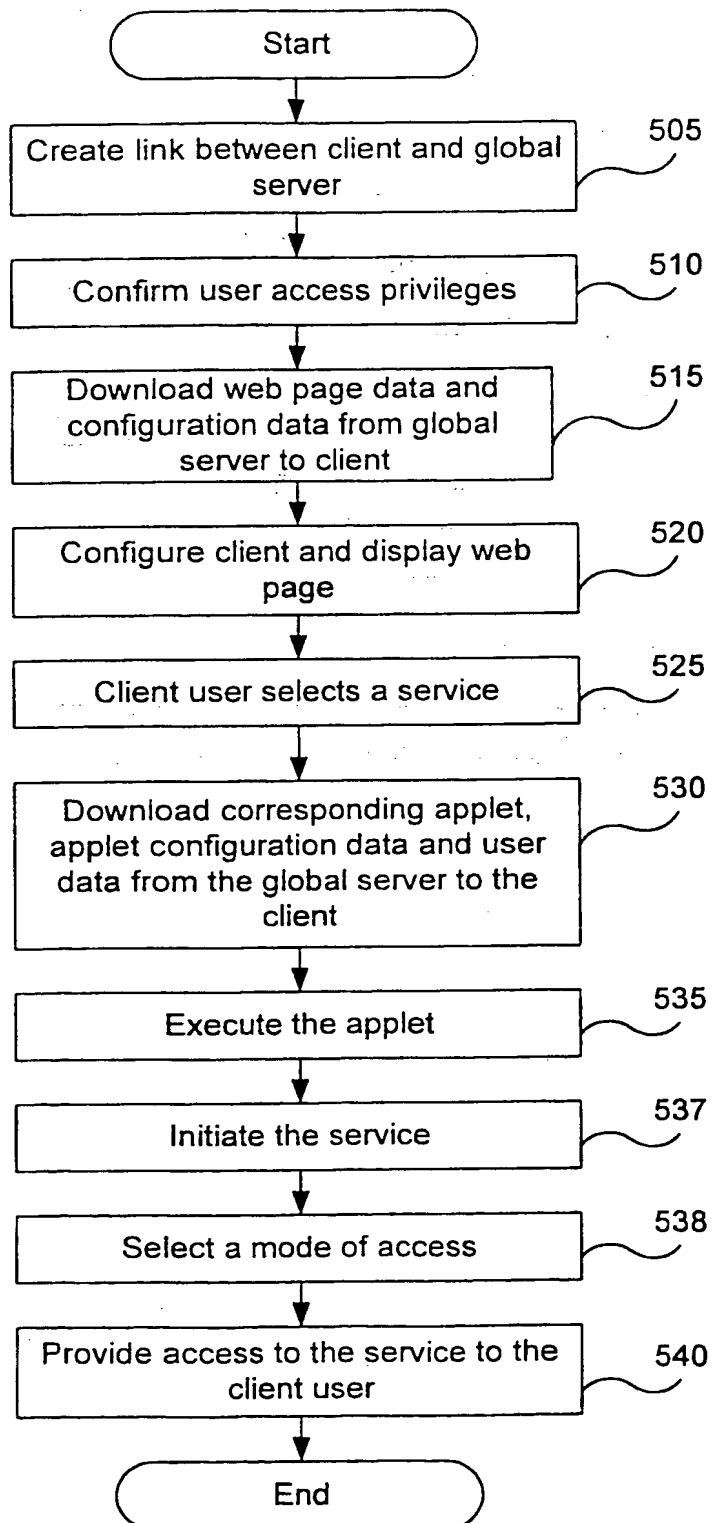 Start
Create link between client and global
server
505
Confirm user access privileges
510
Download web page data and
configuration data from global
server to client
515
Configure client and display web
page
520
Client user selects a service
525
Download corresponding applet,
applet configuration data and user
data from the global server to the
client
530
Execute the applet
535
Initiate the service
537
Select a mode of access
538
Provide access to the service to the
client user
540
End